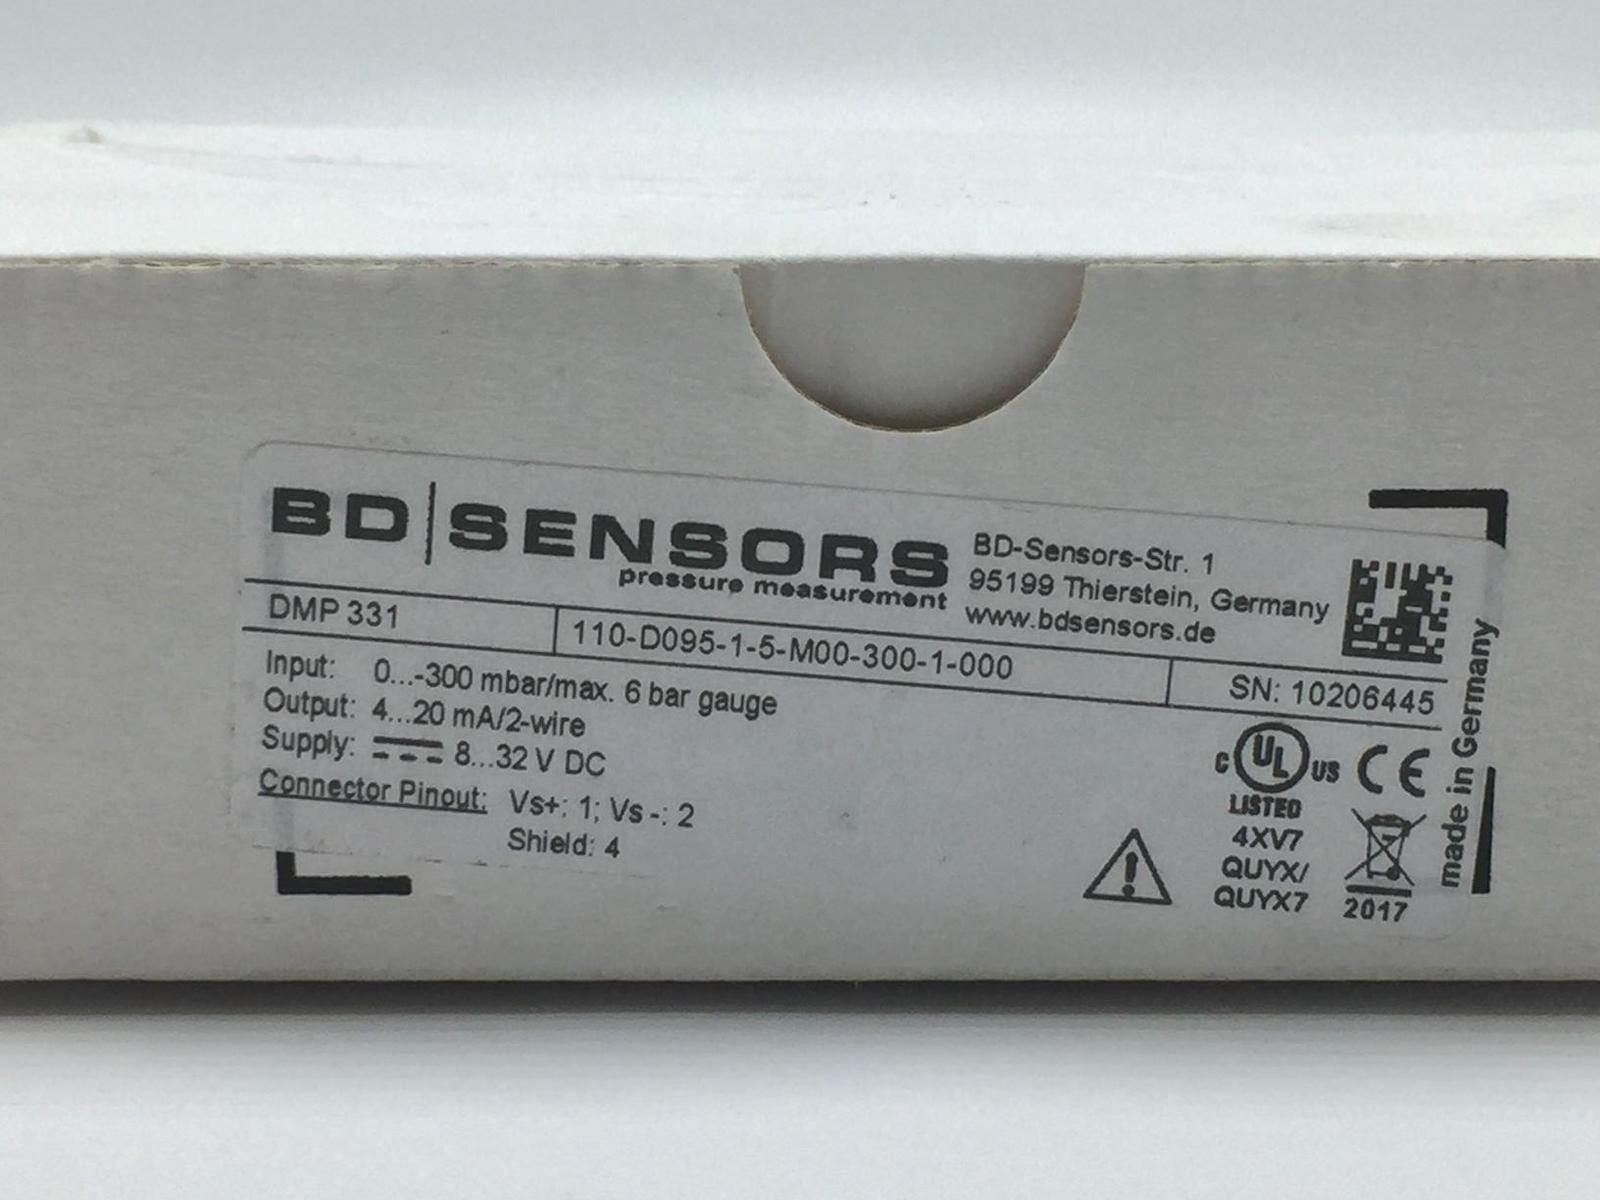 BD|SENSORS
pressure measurement
BD-Sensors-Str. 1
95199 Thierstein, Germany
www.bdsensors.de
DMP 331
110-D095-1-5-M00-300-1-000
SN: 10206445
Input: 0...-300 mbar/max. 6 bar gauge
Output: 4...20 mA/2-wire
Supply: 8...32 V DC
Connector Pinout: Vs+: 1; Vs -: 2
Shield: 4
C UL US CE
LISTED
4XV7
QUYX/
QUYX7
2017
made in Germany